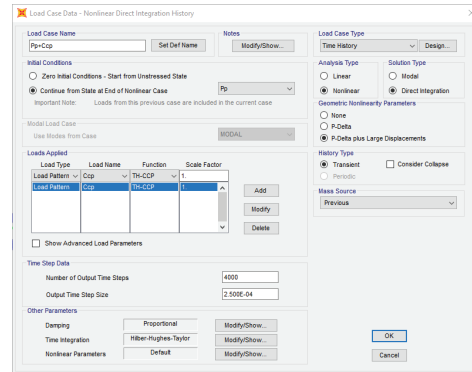 Load Case Data - Nonlinear Direct Integration History
Load Case Name
Pp+Ccp
Set Def Name
Notes
Modify/Show...
Load Case Type
Time History
Design...
Initial Conditions
Zero Initial Conditions - Start from Unstressed State
Continue from State at End of Nonlinear Case
Pp
Important Note: Loads from this previous case are included in the current case
Analysis Type
Linear
Nonlinear
Solution Type
Modal
Direct Integration
Geometric Nonlinearity Parameters
None
P-Delta
P-Delta plus Large Displacements
Modal Load Case
Use Modes from Case
MODAL
Loads Applied
Load Type Load Name Function Scale Factor
Load Pattern Ccp TH-CCP 1.
Load Pattern Ccp TH-CCP 1.
Add
Modify
Delete
Show Advanced Load Parameters
History Type
Transient
Consider Collapse
Periodic
Mass Source
Previous
Time Step Data
Number of Output Time Steps
4000
Output Time Step Size
2.500E-04
Other Parameters
Damping Proportional Modify/Show...
Time Integration Hilber-Hughes-Taylor Modify/Show...
Nonlinear Parameters Default Modify/Show...
OK
Cancel